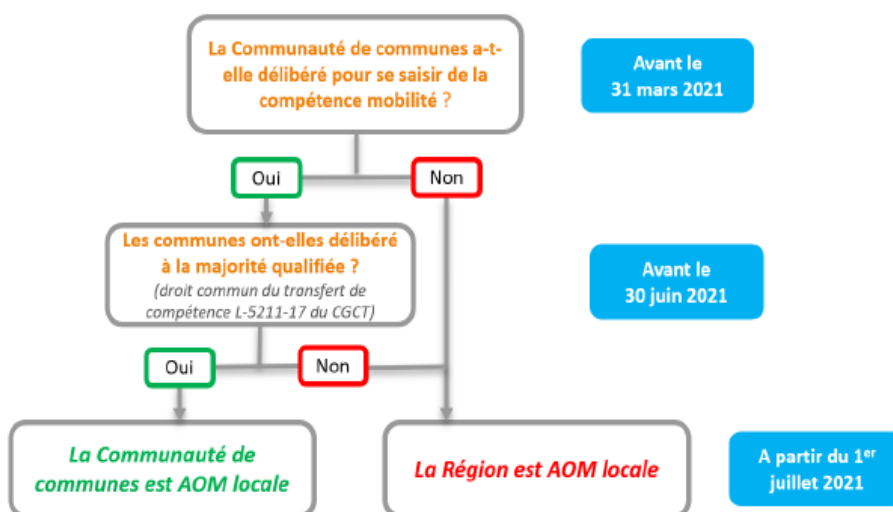 La Communauté de communes a-t-
elle délibéré pour se saisir de la
compétence mobilité ?
Avant le
31 mars 2021
Oui
Non
Les communes ont-elles délibéré
à la majorité qualifiée ?
(droit commun du transfert de
compétence L-5211-17 du CGCT)
Avant le
30 juin 2021
Oui
Non
La Communauté de
communes est AOM locale
La Région est AOM locale
A partir du 1er
juillet 2021